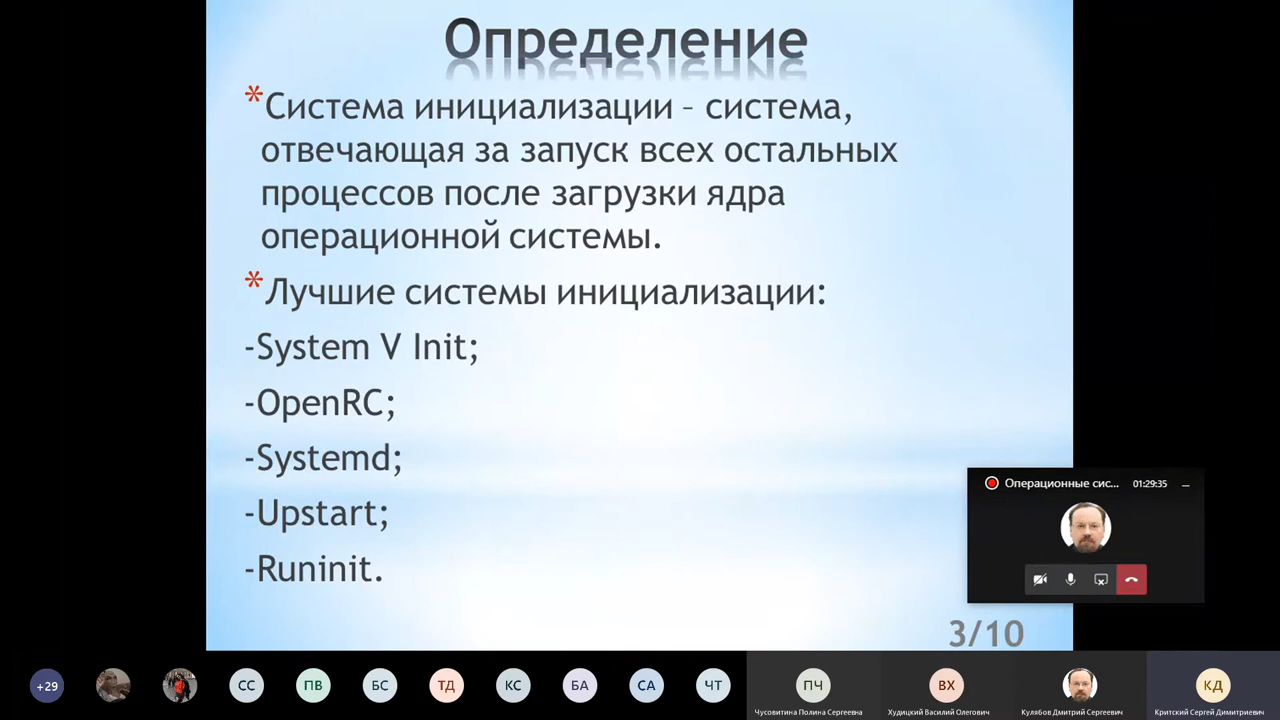 Определение
*Система инициализации – система,
отвечающая за запуск всех остальных
процессов после загрузки ядра
операционной системы.
*Лучшие системы инициализации:
-System V Init;
-OpenRC;
-Systemd;
-Upstart;
-Runinit.
3/10
Операционные сис... 01:29:35
+29 СС ПВ БС ТД КС БА СА ЧТ ПЧ ВХ КД
Чусовитина Полина Сергеевна Худицкий Василий Олегович Кулябов Дмитрий Сергеевич Критский Сергей Димитриевич